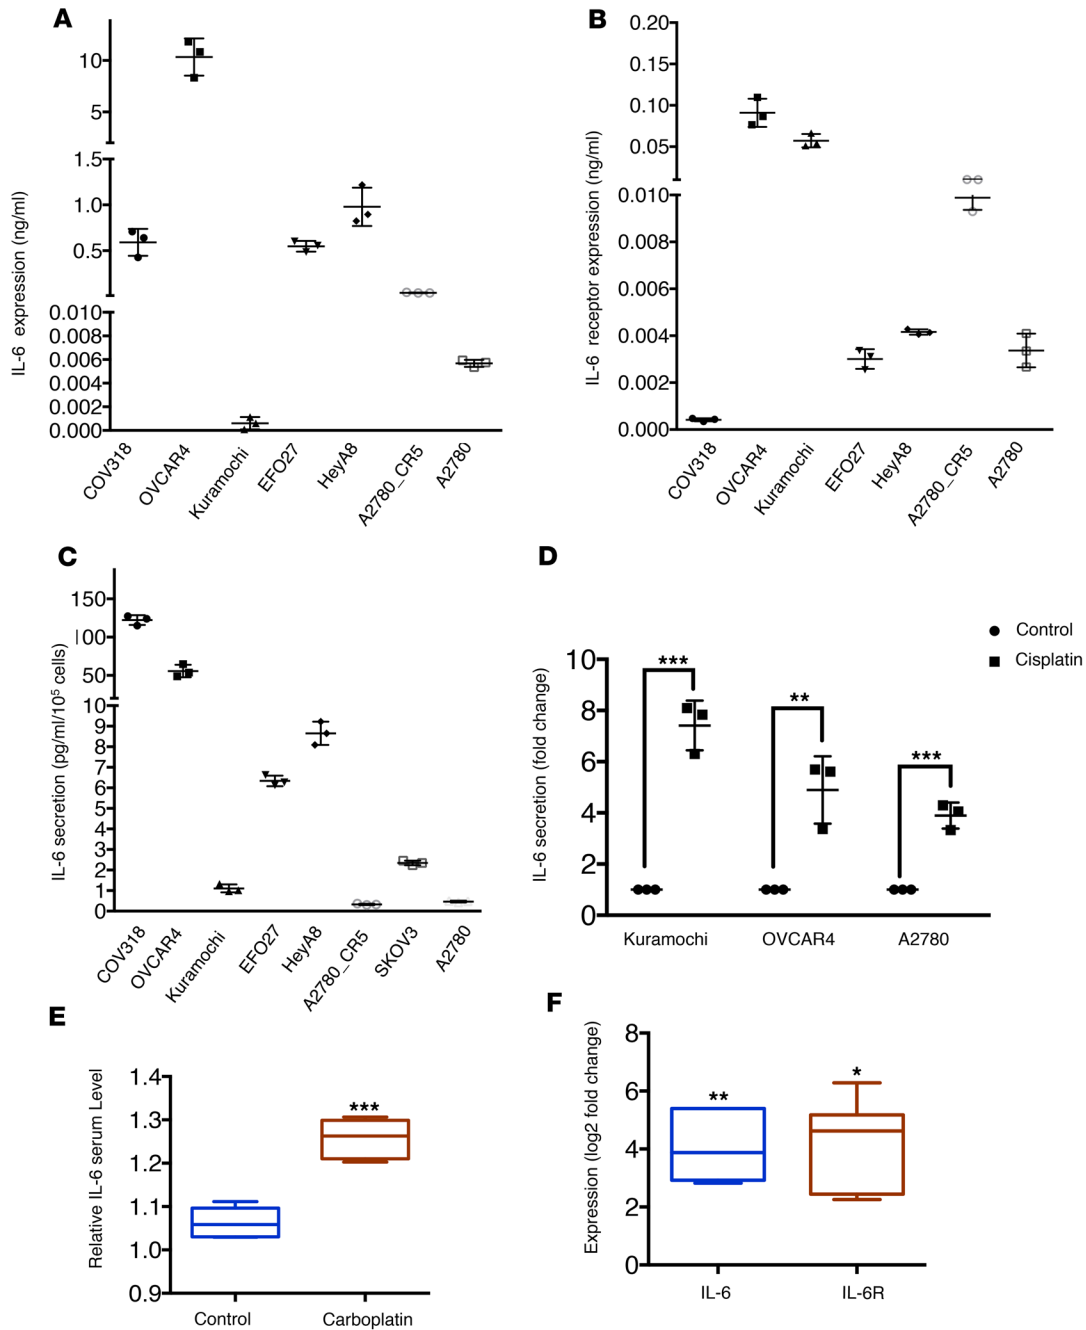 A
10
5
1.5
1.0
0.5
0.010
0.008
0.006
0.004
0.002
0.000
IL-6 expression (ng/ml)
COV318
OVCAR4
Kuramochi
EFO27
HeyA8
A2780_CR5
A2780
B
0.20
0.15
0.10
0.05
0.010
0.008
0.006
0.004
0.002
0.000
IL-6 receptor expression (ng/ml)
COV318
OVCAR4
Kuramochi
EFO27
HeyA8
A2780_CR5
A2780
C
150
100
50
10
9
8
7
6
5
4
3
2
1
0
IL-6 secretion (pg/ml/10⁵ cells)
COV318
OVCAR4
Kuramochi
EFO27
HeyA8
A2780_CR5
SKOV3
A2780
D
Control
Cisplatin
10
8
6
4
2
0
IL-6 secretion (fold change)
***
**
***
Kuramochi
OVCAR4
A2780
E
1.4
1.3
1.2
1.1
1.0
0.9
Relative IL-6 serum Level
***
Control
Carboplatin
F
8
6
4
2
0
Expression (log2 fold change)
**
*
IL-6
IL-6R